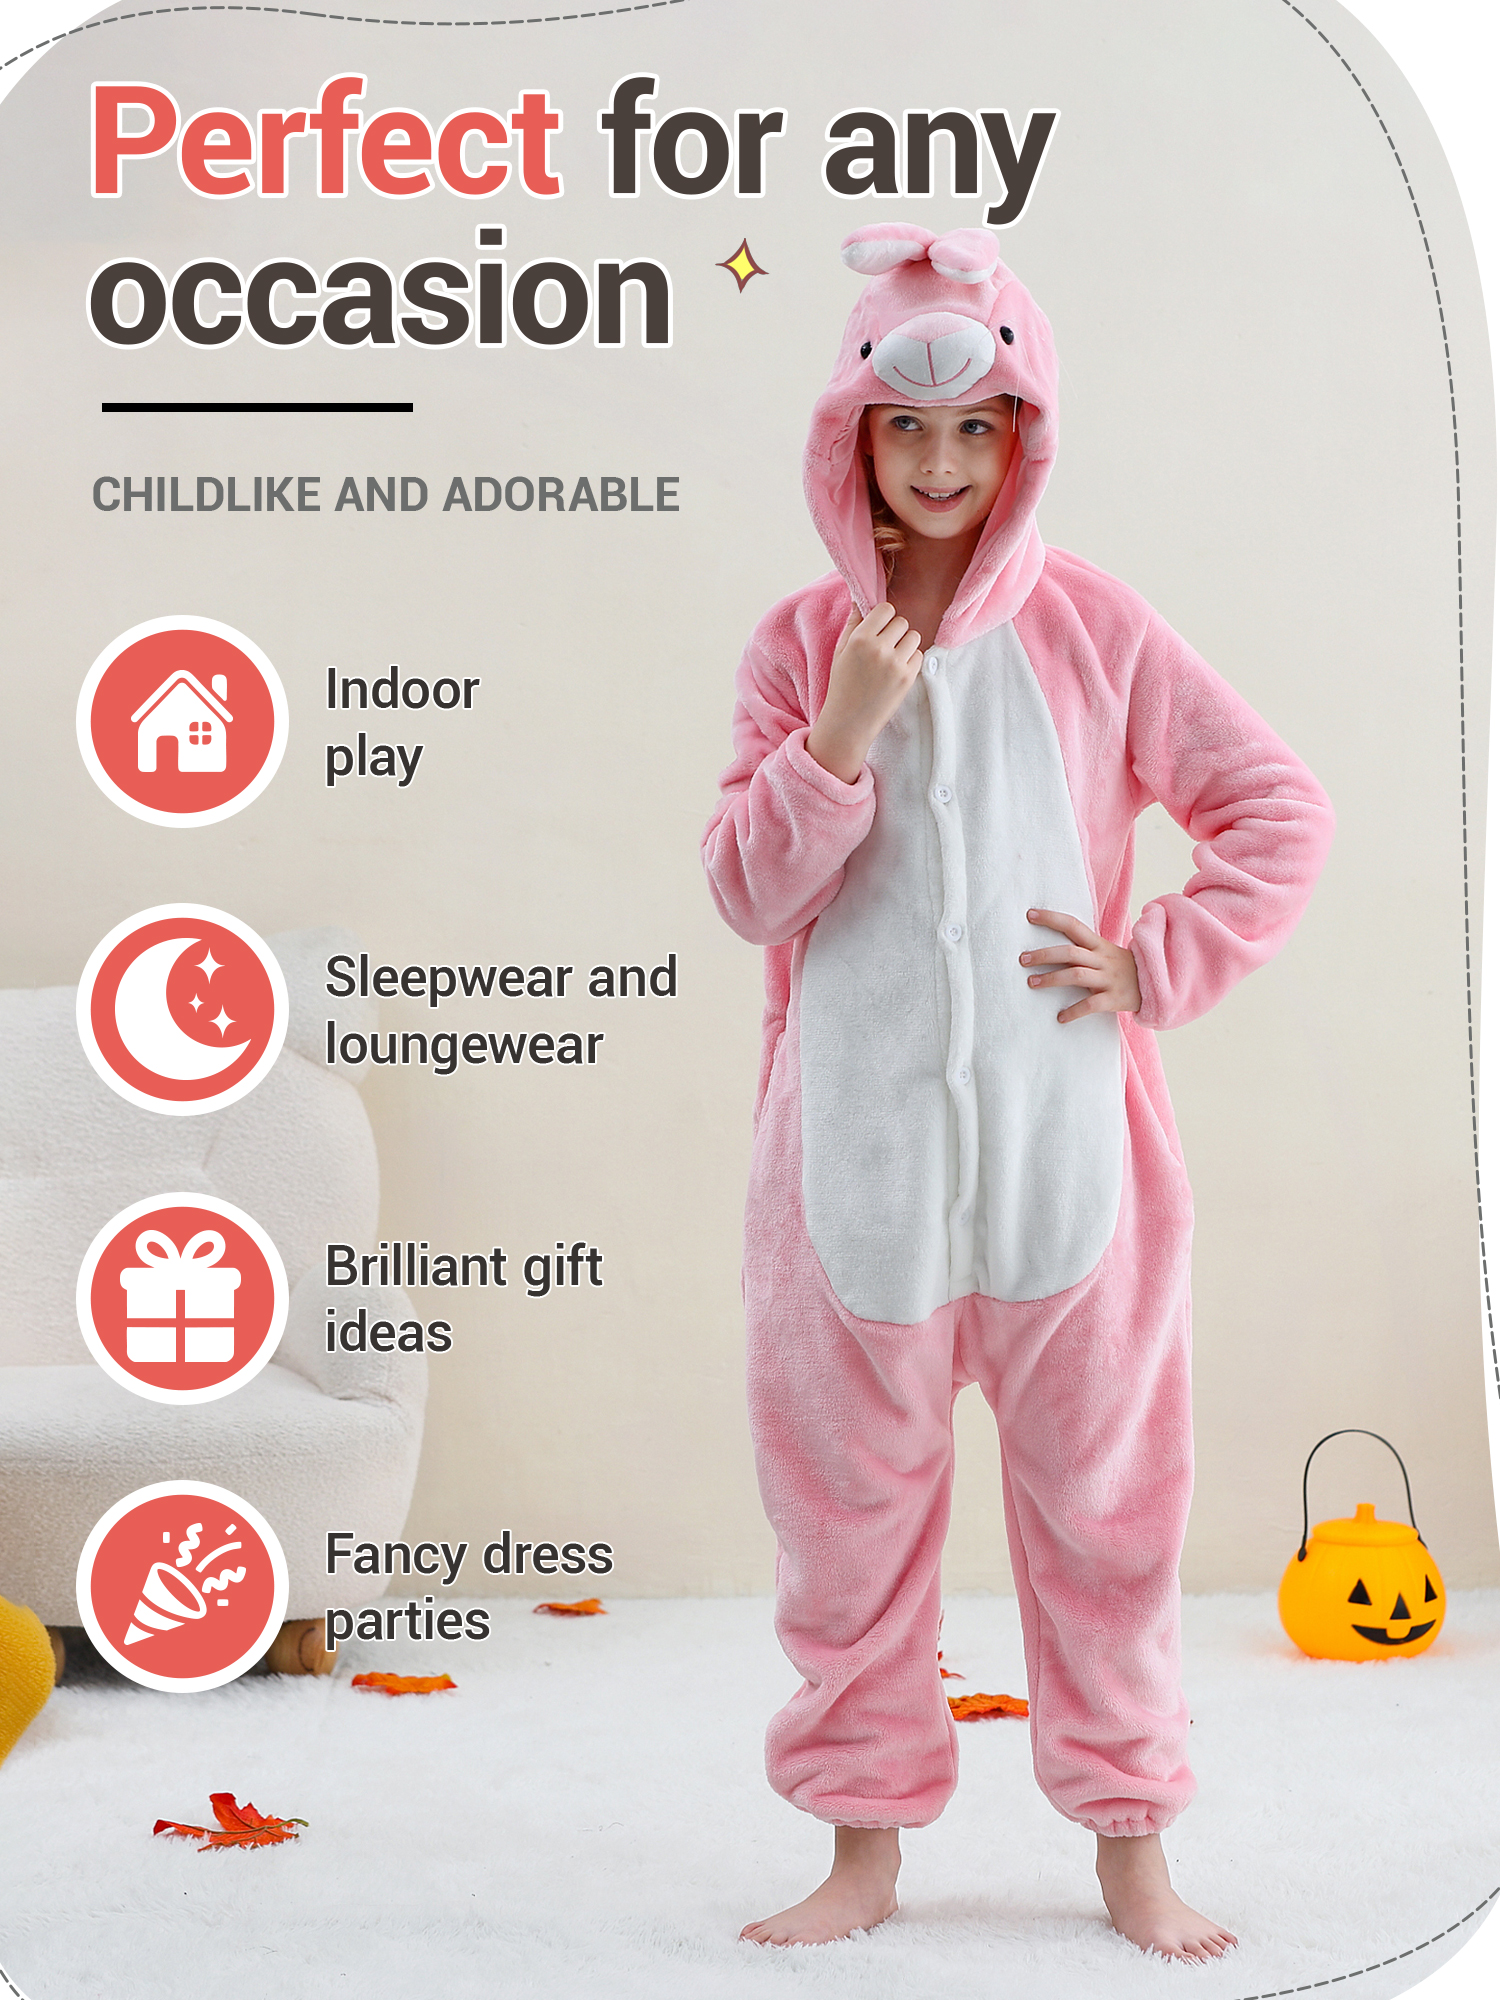 Perfect for any
occasion
CHILDLIKE AND ADORABLE
Indoor
play
Sleepwear and
loungewear
Brilliant gift
ideas
Fancy dress
parties